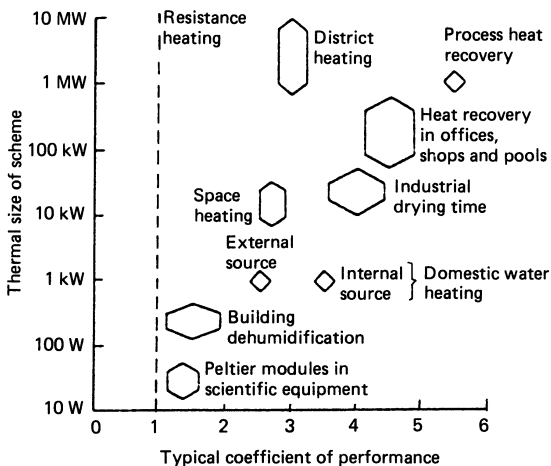 Thermal size of scheme
10 MW
1 MW
100 kW
10 kW
1 kW
100 W
10 W
Resistance
heating
District
heating
Process heat
recovery
Heat recovery
in offices,
shops and pools
Industrial
drying time
Space
heating
External
source
Internal
source
Domestic water
heating
Building
dehumidification
Peltier modules in
scientific equipment
0 1 2 3 4 5 6
Typical coefficient of performance